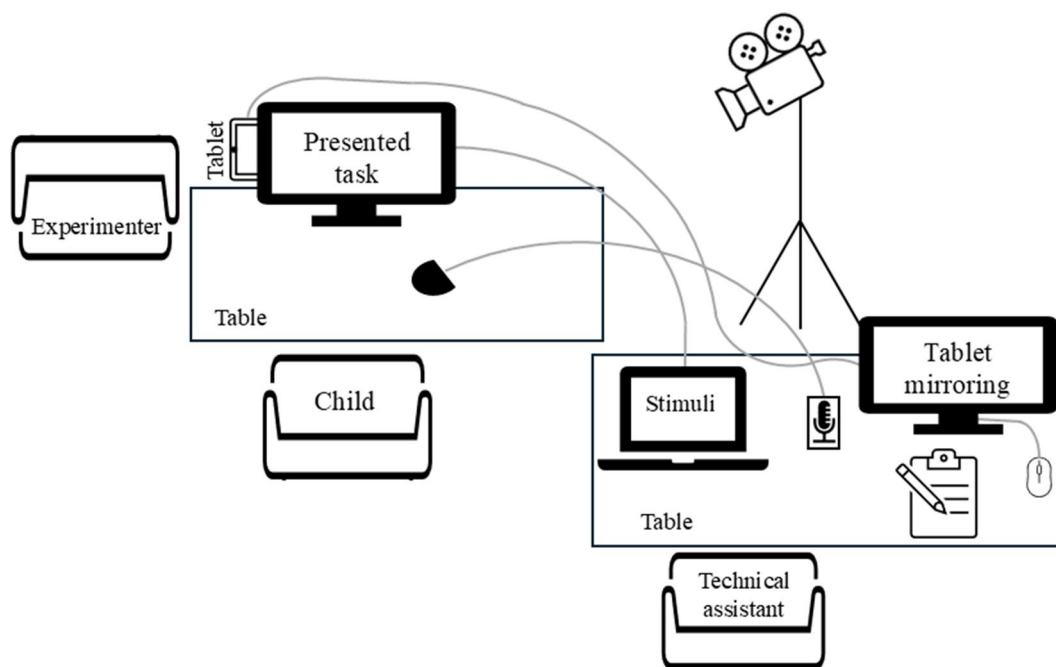 Tablet
Presented
task
Experimenter
Table
Child
Tablet
mirroring
Stimuli
Table
Technical
assistant